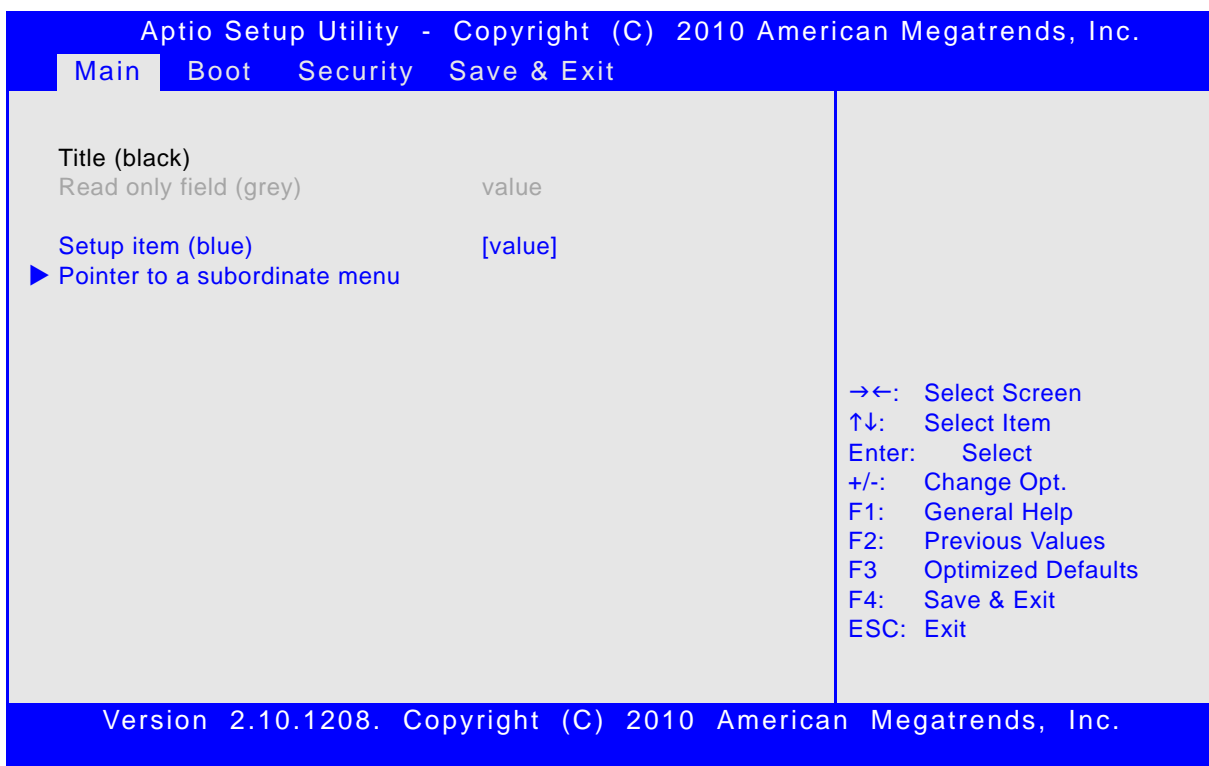 Aptio Setup Utility - Copyright (C) 2010 American Megatrends, Inc.
Main Boot Security Save & Exit
Title (black)
Read only field (grey) value
Setup item (blue) [value]
▶ Pointer to a subordinate menu
→←: Select Screen
↑↓: Select Item
Enter: Select
+/-: Change Opt.
F1: General Help
F2: Previous Values
F3 Optimized Defaults
F4: Save & Exit
ESC: Exit
Version 2.10.1208. Copyright (C) 2010 American Megatrends, Inc.